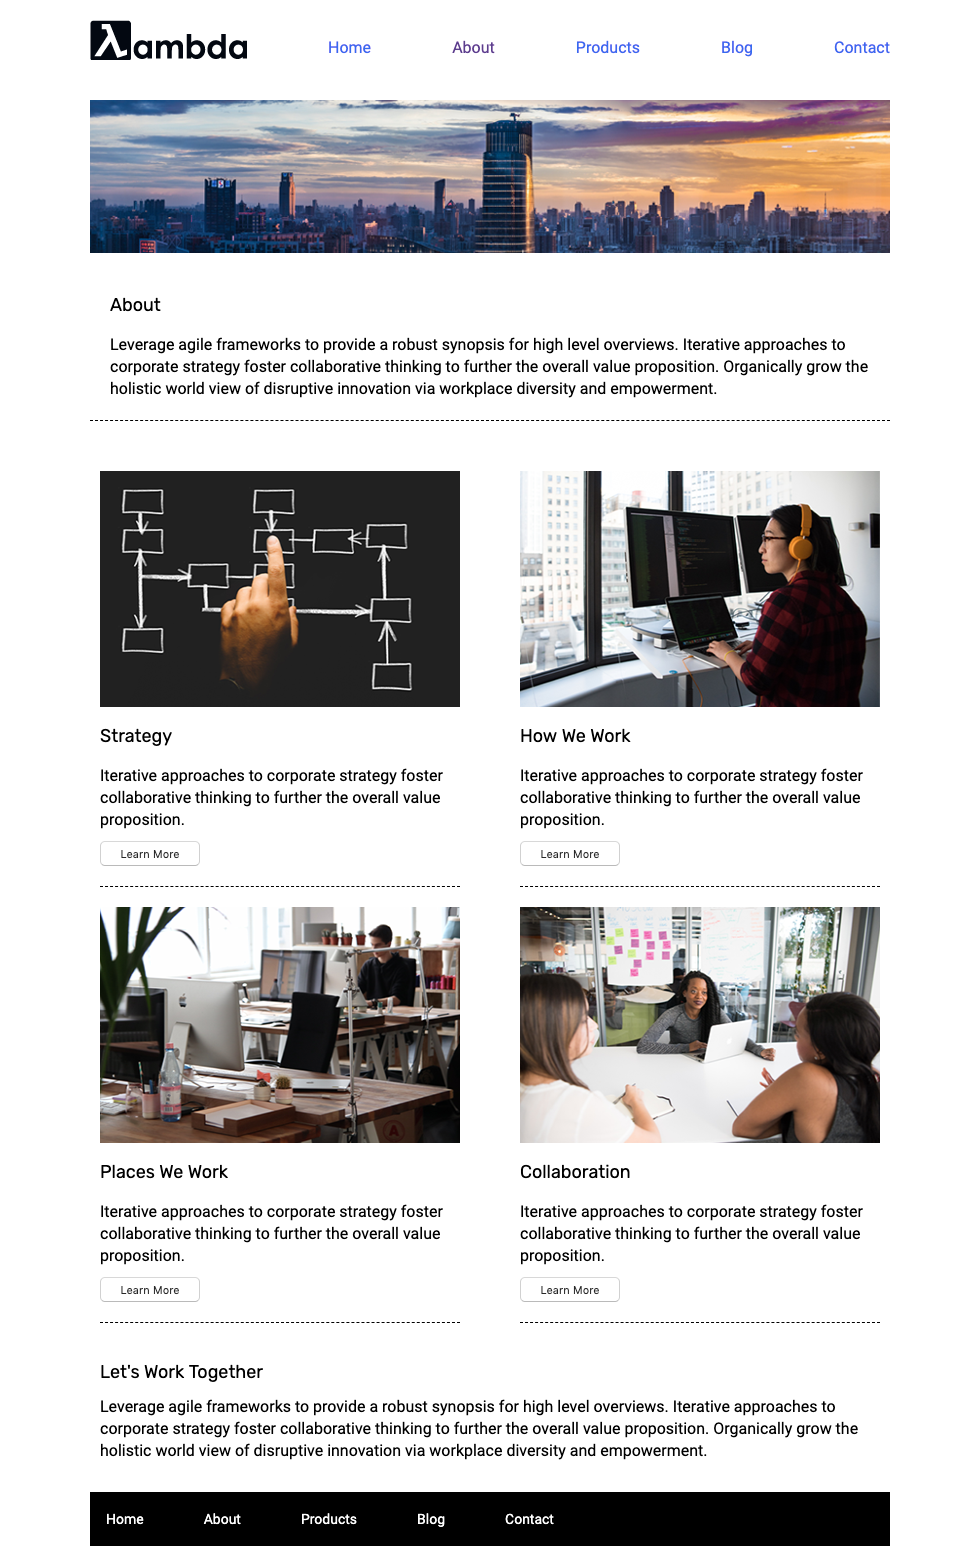 λambda
Home About Products Blog Contact
About
Leverage agile frameworks to provide a robust synopsis for high level overviews. Iterative approaches to
corporate strategy foster collaborative thinking to further the overall value proposition. Organically grow the
holistic world view of disruptive innovation via workplace diversity and empowerment.
Strategy
Iterative approaches to corporate strategy foster
collaborative thinking to further the overall value
proposition.
Learn More
How We Work
Iterative approaches to corporate strategy foster
collaborative thinking to further the overall value
proposition.
Learn More
Places We Work
Iterative approaches to corporate strategy foster
collaborative thinking to further the overall value
proposition.
Learn More
Collaboration
Iterative approaches to corporate strategy foster
collaborative thinking to further the overall value
proposition.
Learn More
Let's Work Together
Leverage agile frameworks to provide a robust synopsis for high level overviews. Iterative approaches to
corporate strategy foster collaborative thinking to further the overall value proposition. Organically grow the
holistic world view of disruptive innovation via workplace diversity and empowerment.
Home About Products Blog Contact